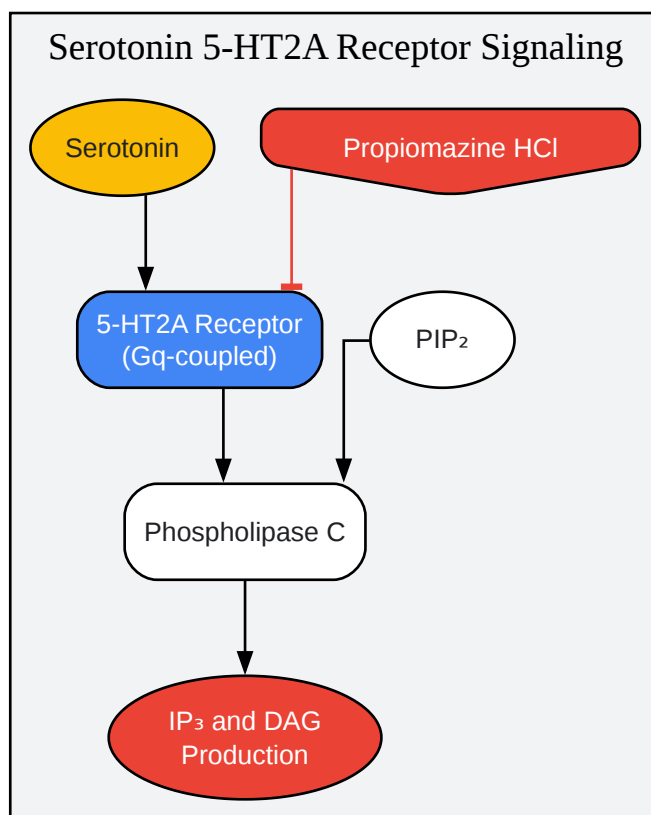 Serotonin 5-HT2A Receptor Signaling
Serotonin
Propiomazine HCl
5-HT2A Receptor
(Gq-coupled)
PIP₂
Phospholipase C
IP₃ and DAG
Production